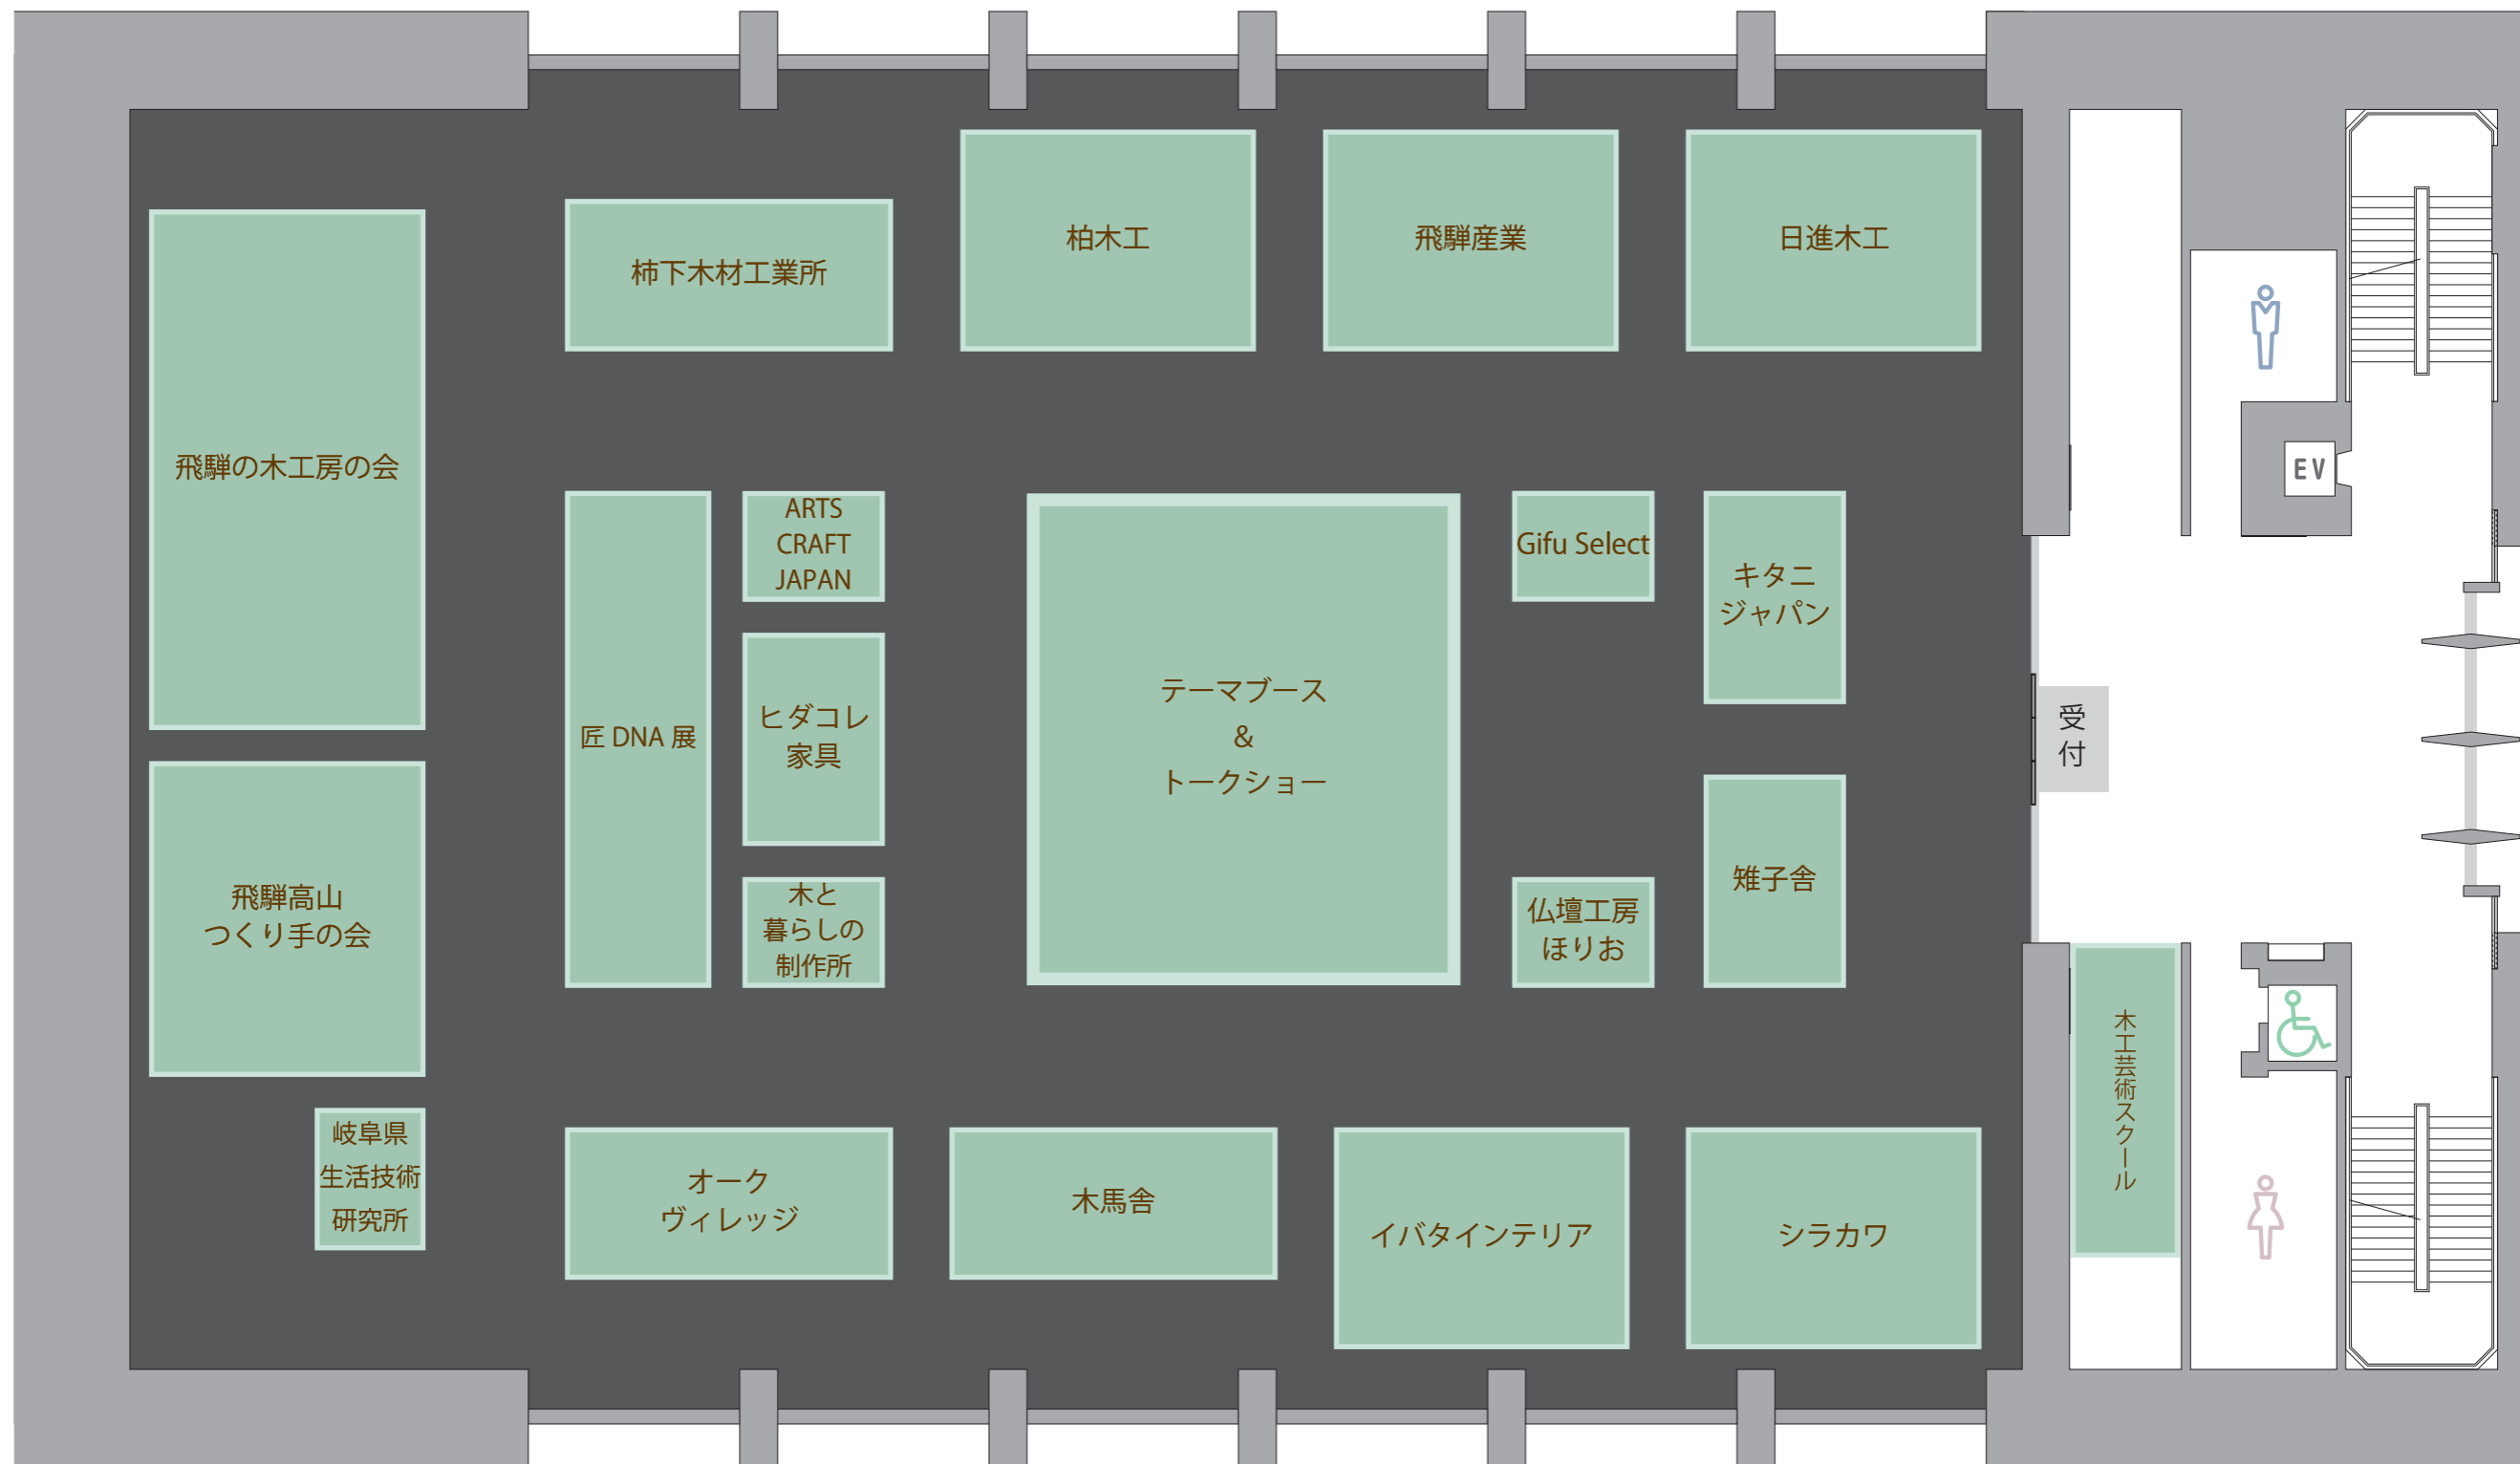 柏木工
飛騨産業
日進木工
柿下木材工業所
飛騨の木工房の会
EV
ARTS
CRAFT
JAPAN
Gifu Select
キタニ
ジャパン
テーマブース
&
トークショー
匠 DNA 展
ヒダコレ
家具
受付
木と
暮らしの
制作所
雉子舎
仏壇工房
ほりお
飛騨高山
つくり手の会
木工芸術スクール
岐阜県
生活技術
研究所
オーク
ヴィレッジ
木馬舎
イバタインテリア
シラカワ